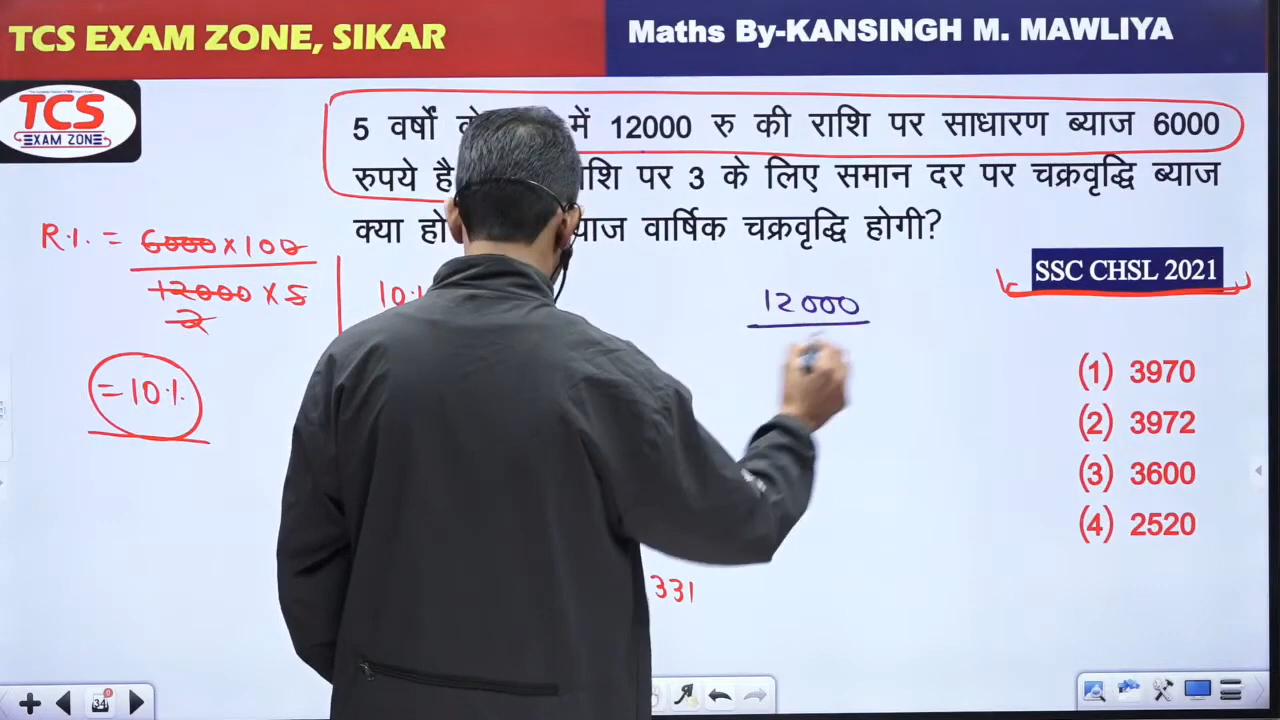 TCS EXAM ZONE, SIKAR
Maths By-KANSINGH M. MAWLIYA
TCS
EXAM ZONE
5 वर्षों में 12000 रु की राशि पर साधारण ब्याज 6000
रुपये है पर 3 के लिए समान दर पर चक्रवृद्धि ब्याज
क्या वार्षिक चक्रवृद्धि होगी?
SSC CHSL 2021
R.%. = 6000 x 100
12000 x 5
2
= 10%.
12000
331
(1) 3970
(2) 3972
(3) 3600
(4) 2520
34